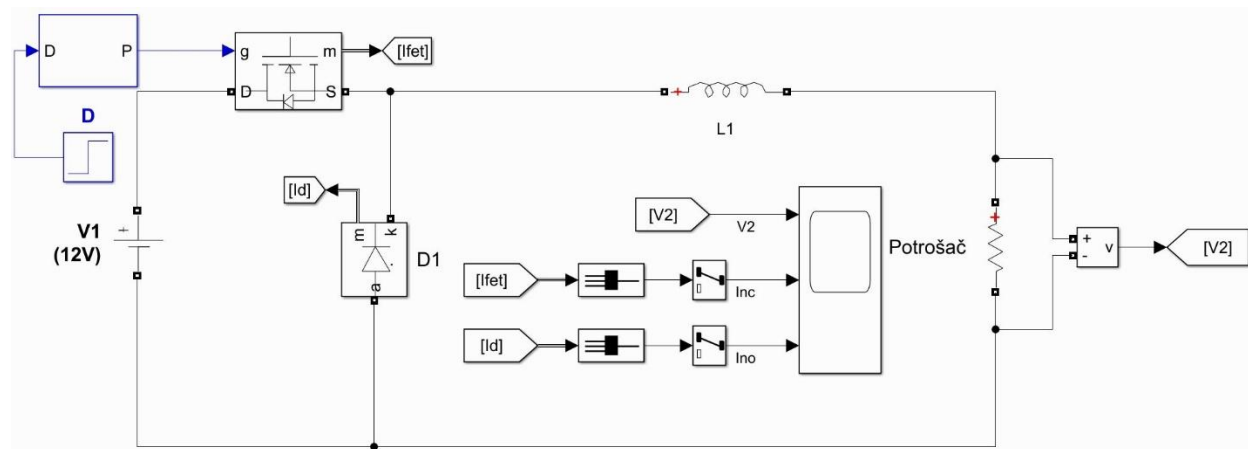 D
P
g
m
D
S
[Ifet]
D
L1
[Id]
V1
(12V)
+
m
k
a
D1
[V2]
V2
[Ifet]
Inc
[Id]
Ino
Potrošač
+
-
v
[V2]